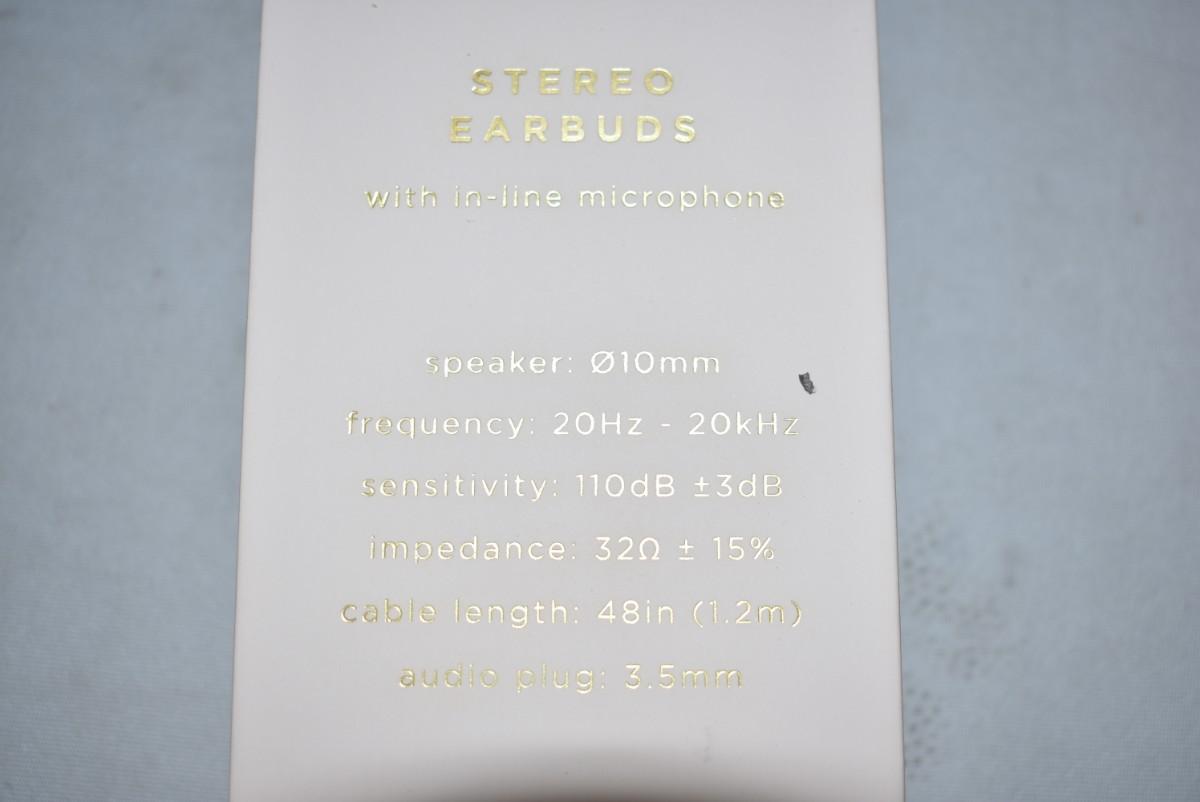 STEREO
EARBUDS
with in-line microphone
speaker: Ø10mm
frequency: 20Hz - 20kHz
sensitivity: 110dB ±3dB
impedance: 32Ω ± 15%
cable length: 48in (1.2m)
audio plug: 3.5mm